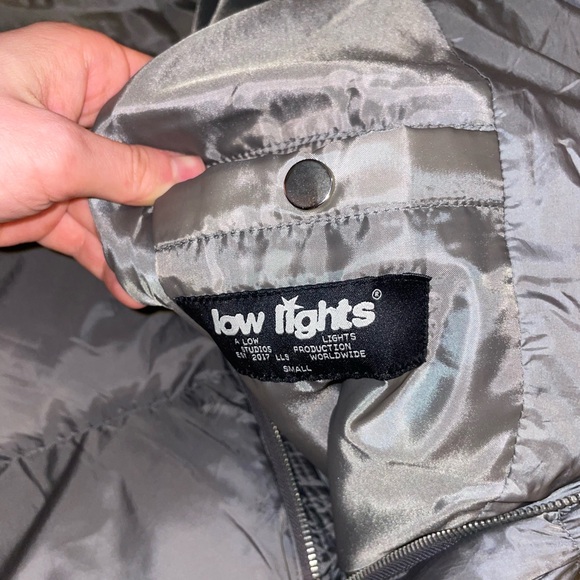 low lights®
A LOW LIGHTS
STUDIOS PRODUCTION
EST 2017 LLS WORLDWIDE
SMALL